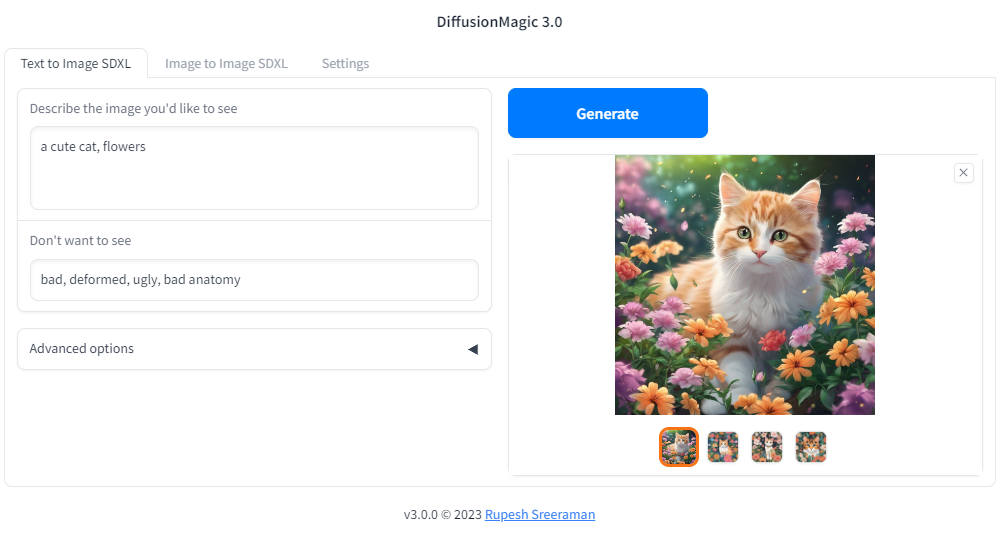 DiffusionMagic 3.0
Text to Image SDXL
Image to Image SDXL
Settings
Describe the image you'd like to see
a cute cat, flowers
Don't want to see
bad, deformed, ugly, bad anatomy
Advanced options
Generate
v3.0.0 © 2023 Rupesh Sreeraman